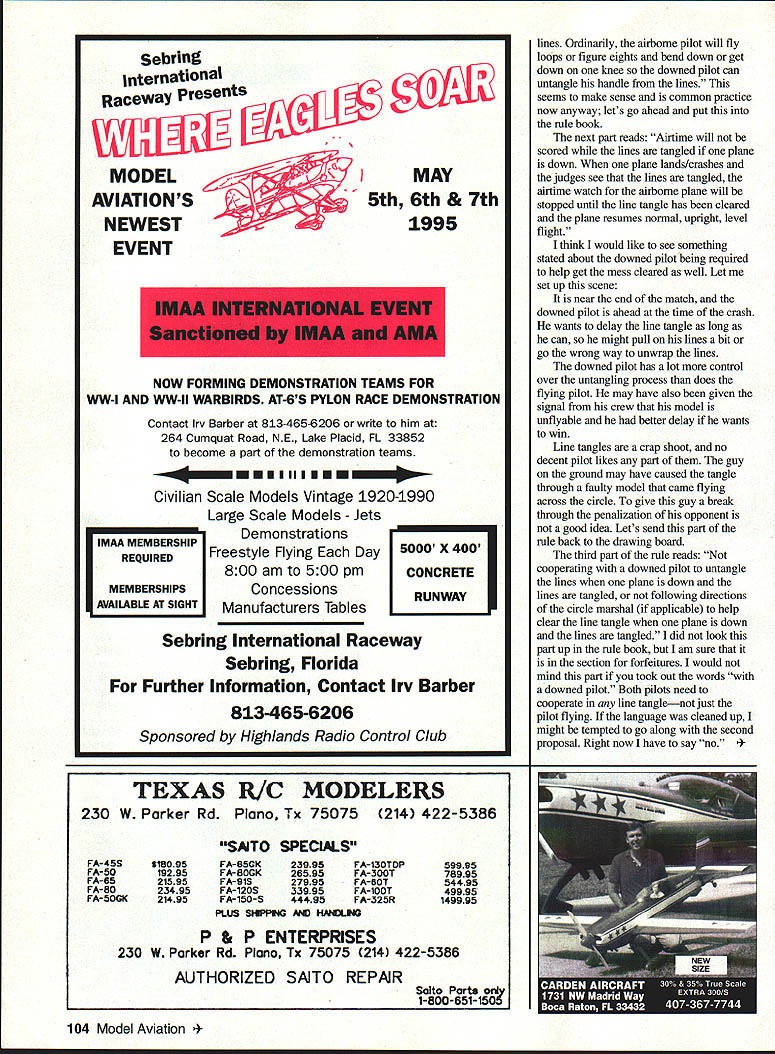 Sebring
International
Raceway Presents
WHERE EAGLES SOAR
MODEL
AVIATION'S
NEWEST
EVENT
MAY
5th, 6th & 7th
1995
IMAA INTERNATIONAL EVENT
Sanctioned by IMAA and AMA
NOW FORMING DEMONSTRATION TEAMS FOR
WW-I AND WW-II WARBIRDS. AT-6'S PYLON RACE DEMONSTRATION
Contact Irv Barber at 813-465-6206 or write to him at:
264 Cumquat Road, N.E., Lake Placid, FL 33852
to become a part of the demonstration teams.
Civilian Scale Models Vintage 1920-1990
Large Scale Models - Jets
Demonstrations
Freestyle Flying Each Day
8:00 am to 5:00 pm
Concessions
Manufacturers Tables
IMAA MEMBERSHIP
REQUIRED
MEMBERSHIPS
AVAILABLE AT SIGHT
5000' X 400'
CONCRETE
RUNWAY
Sebring International Raceway
Sebring, Florida
For Further Information, Contact Irv Barber
813-465-6206
Sponsored by Highlands Radio Control Club
TEXAS R/C MODELERS
230 W. Parker Rd. Plano, Tx 75075 (214) 422-5386
"SAITO SPECIALS"
FA-45S $180.95 FA-65GK 239.95 FA-130TDP 599.95
FA-50 192.95 FA-80GK 265.95 FA-300T 789.95
FA-65 215.95 FA-91S 279.95 FA-80T 544.95
FA-80 234.95 FA-120S 339.95 FA-100T 499.95
FA-50GK 214.95 FA-150-S 444.95 FA-325R 1499.95
PLUS SHIPPING AND HANDLING
P & P ENTERPRISES
230 W. Parker Rd. Plano, Tx 75075 (214) 422-5386
AUTHORIZED SAITO REPAIR
Saito Parts only
1-800-651-1505
lines. Ordinarily, the airborne pilot will fly
loops or figure eights and bend down or get
down on one knee so the downed pilot can
untangle his handle from the lines." This
seems to make sense and is common practice
now anyway; let's go ahead and put this into
the rule book.
The next part reads: "Airtime will not be
scored while the lines are tangled if one plane
is down. When one plane lands/crashes and
the judges see that the lines are tangled, the
airtime watch for the airborne plane will be
stopped until the line tangle has been cleared
and the plane resumes normal, upright, level
flight."
I think I would like to see something
stated about the downed pilot being required
to help get the mess cleared as well. Let me
set up this scene:
It is near the end of the match, and the
downed pilot is ahead at the time of the crash.
He wants to delay the line tangle as long as
he can, so he might pull on his lines a bit or
go the wrong way to unwrap the lines.
The downed pilot has a lot more control
over the untangling process than does the
flying pilot. He may have also been given the
signal from his crew that his model is
unflyable and he had better delay if he wants
to win.
Line tangles are a crap shoot, and no
decent pilot likes any part of them. The guy
on the ground may have caused the tangle
through a faulty model that came flying
across the circle. To give this guy a break
through the penalization of his opponent is
not a good idea. Let's send this part of the
rule back to the drawing board.
The third part of the rule reads: "Not
cooperating with a downed pilot to untangle
the lines when one plane is down and the
lines are tangled, or not following directions
of the circle marshal (if applicable) to help
clear the line tangle when one plane is down
and the lines are tangled." I did not look this
part up in the rule book, but I am sure that it
is in the section for forfeitures. I would not
mind this part if you took out the words "with
a downed pilot." Both pilots need to
cooperate in any line tangle—not just the
pilot flying. If the language was cleaned up, I
might be tempted to go along with the second
proposal. Right now I have to say "no."
NEW
SIZE
CARDEN AIRCRAFT
1731 NW Madrid Way
Boca Raton, FL 33432
30% & 35% True Scale
EXTRA 300/S
407-367-7744
104 Model Aviation